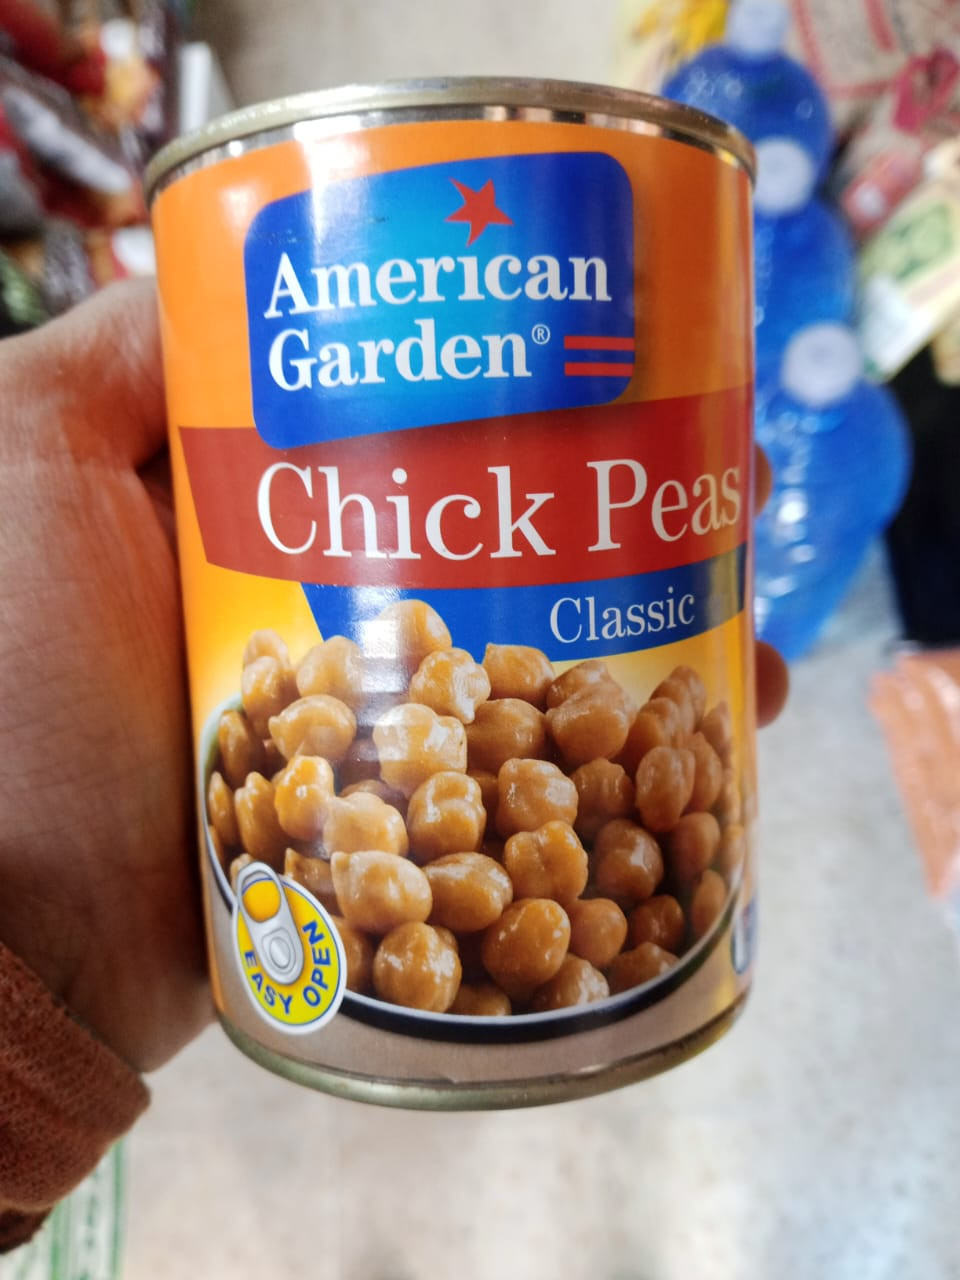 American
Garden®
Chick Peas
Classic
EASY OPEN